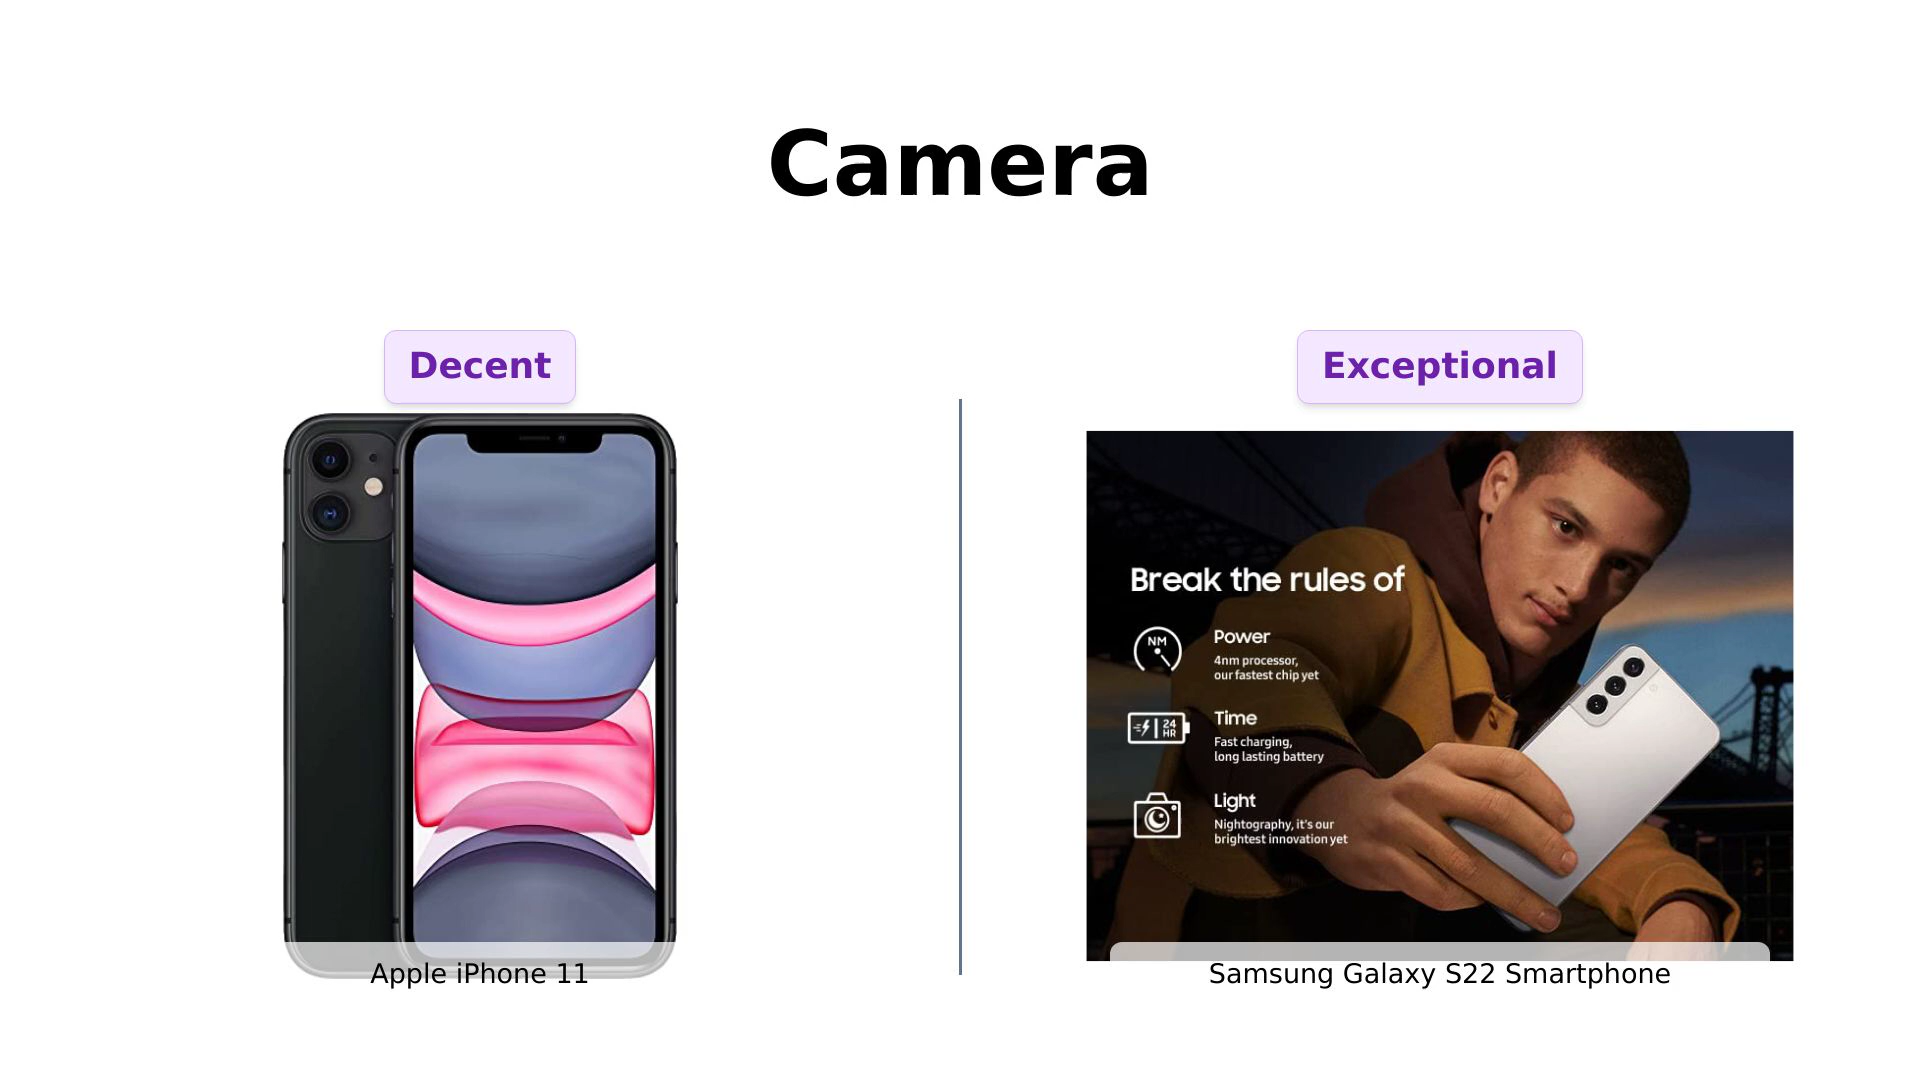 Camera
Decent
Exceptional
Break the rules of
NM
Power
4nm processor,
our fastest chip yet
24
HR
Time
Fast charging,
long lasting battery
Light
Nightography, it's our
brightest innovation yet
Apple iPhone 11
Samsung Galaxy S22 Smartphone